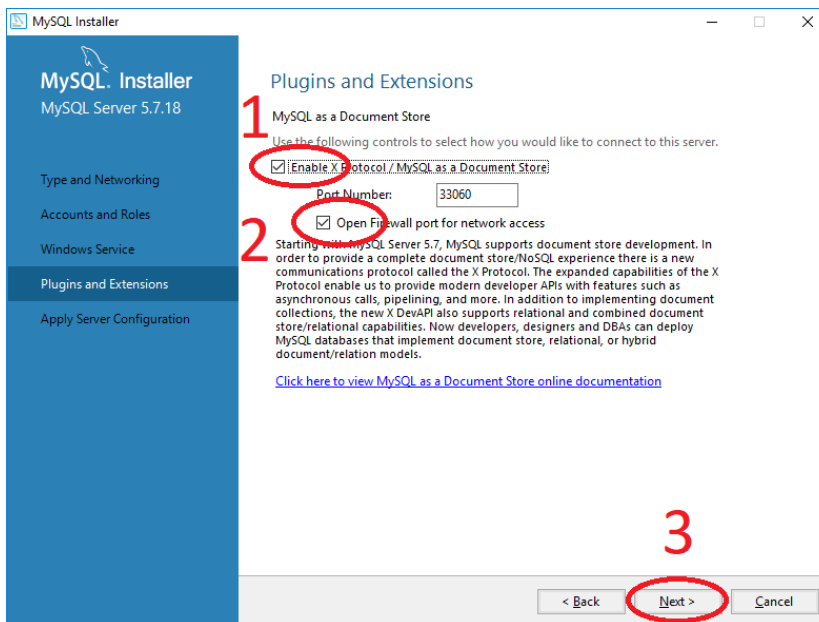 MySQL Installer
MySQL. Installer
MySQL Server 5.7.18
Type and Networking
Accounts and Roles
Windows Service
Plugins and Extensions
Apply Server Configuration
Plugins and Extensions
1
MySQL as a Document Store
Use the following controls to select how you would like to connect to this server.
Enable X Protocol / MySQL as a Document Store
Port Number: 33060
2
Open Firewall port for network access
Starting with MySQL Server 5.7, MySQL supports document store development. In
order to provide a complete document store/NoSQL experience there is a new
communications protocol called the X Protocol. The expanded capabilities of the X
Protocol enable us to provide modern developer APIs with features such as
asynchronous calls, pipelining, and more. In addition to implementing document
collections, the new X DevAPI also supports relational and combined document
store/relational capabilities. Now developers, designers and DBAs can deploy
MySQL databases that implement document store, relational, or hybrid
document/relation models.
Click here to view MySQL as a Document Store online documentation
3
< Back Next > Cancel